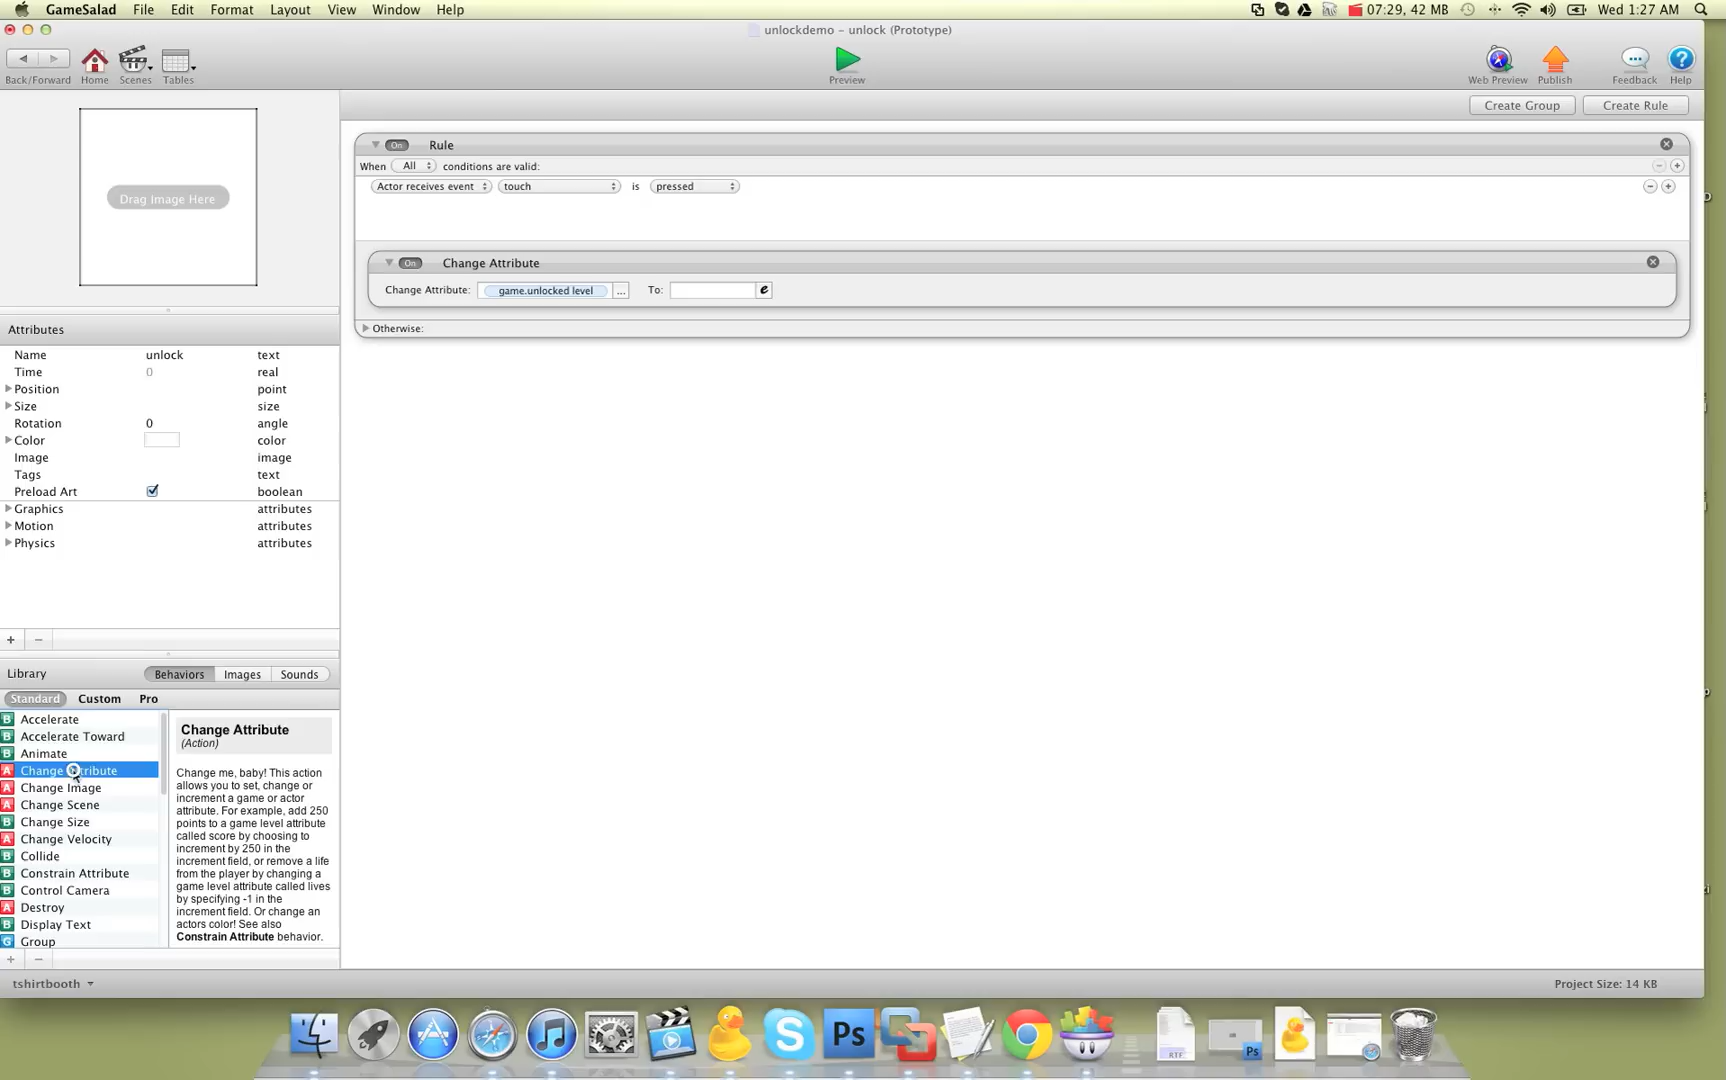 GameSalad File Edit Format Layout View Window Help 07:29, 42 MB Wed 1:27 AM
unlockdemo – unlock (Prototype)
Back/Forward Home Scenes Tables Preview Web Preview Publish Feedback Help
Create Group Create Rule
Drag Image Here
On Rule
When All conditions are valid:
Actor receives event touch is pressed
On Change Attribute
Change Attribute: game.unlocked level ... To: e
Otherwise:
Attributes
Name unlock text
Time 0 real
Position point
Size size
Rotation 0 angle
Color color
Image image
Tags text
Preload Art boolean
Graphics attributes
Motion attributes
Physics attributes
Library Behaviors Images Sounds
Standard Custom Pro
B Accelerate
B Accelerate Toward
B Animate
A Change Attribute
A Change Image
A Change Scene
B Change Size
A Change Velocity
B Collide
B Constrain Attribute
B Control Camera
A Destroy
B Display Text
G Group
Change Attribute
(Action)
Change me, baby! This action
allows you to set, change or
increment a game or actor
attribute. For example, add 250
points to a game level attribute
called score by choosing to
increment by 250 in the
increment field, or remove a life
from the player by changing a
game level attribute called lives
by specifying -1 in the
increment field. Or change an
actors color! See also
Constrain Attribute behavior.
tshirtbooth Project Size: 14 KB
S Ps RTF Ps